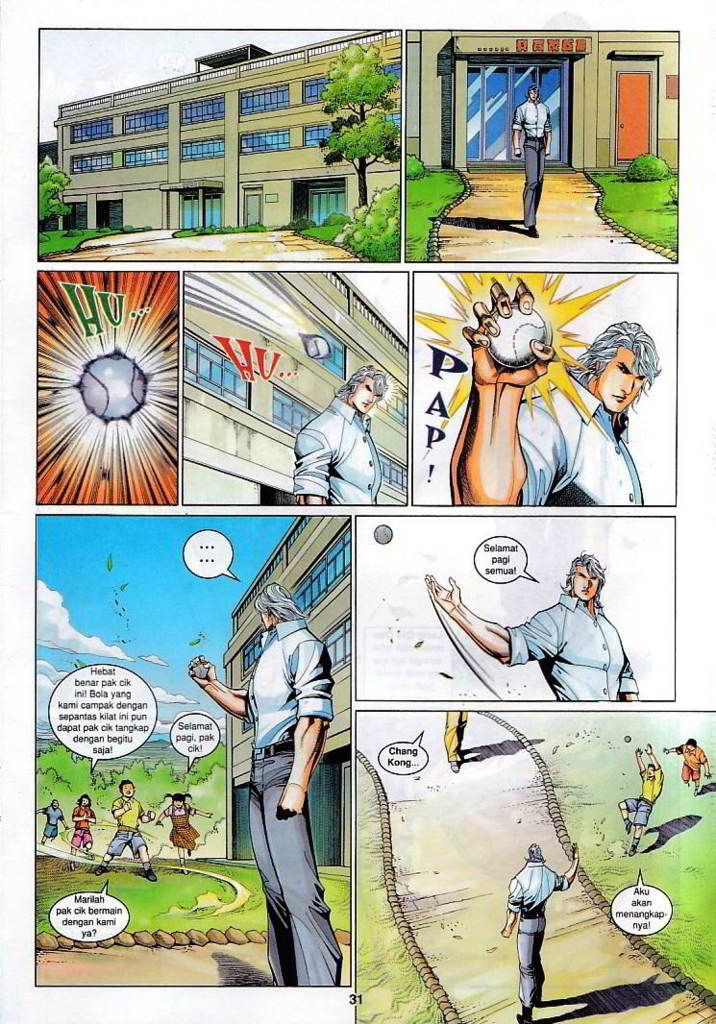 HU...
HU...
PAP!
... ...
Hebat
benar pak cik
ini! Bola yang
kami campak dengan
sepantas kilat ini pun
dapat pak cik tangkap
dengan begitu
saja!
Selamat
pagi, pak
cik!
Marilah
pak cik bermain
dengan kami
ya?
Selamat
pagi
semua!
Chang
Kong...
Aku
akan
menangkap-
nya!
31